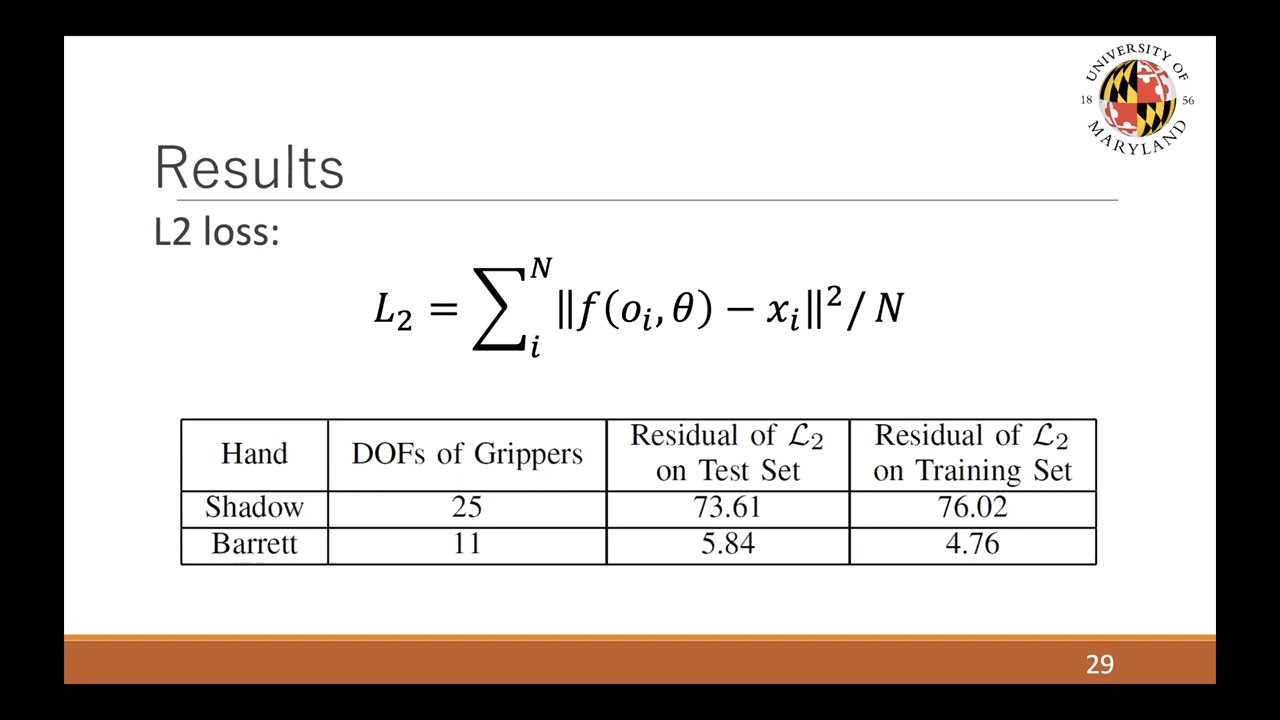 UNIVERSITY OF
18 56
MARYLAND
Results
L2 loss:
L₂ = ∑ᵢᴺ ‖f(oᵢ, θ) − xᵢ‖²/N
Hand DOFs of Grippers Residual of ℒ₂ on Test Set Residual of ℒ₂ on Training Set
Shadow 25 73.61 76.02
Barrett 11 5.84 4.76
29